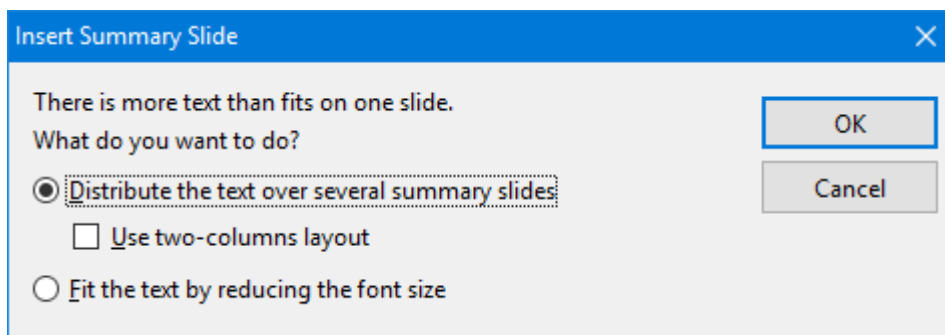 Insert Summary Slide
There is more text than fits on one slide.
What do you want to do?
OK
Distribute the text over several summary slides
Cancel
Use two-columns layout
Fit the text by reducing the font size